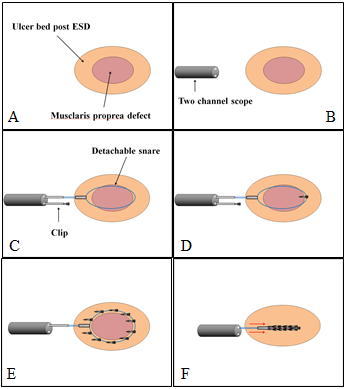 Ulcer bed post ESD
Musclaris proprea defect
A
Two channel scope
B
Detachable snare
Clip
C
D
E
F